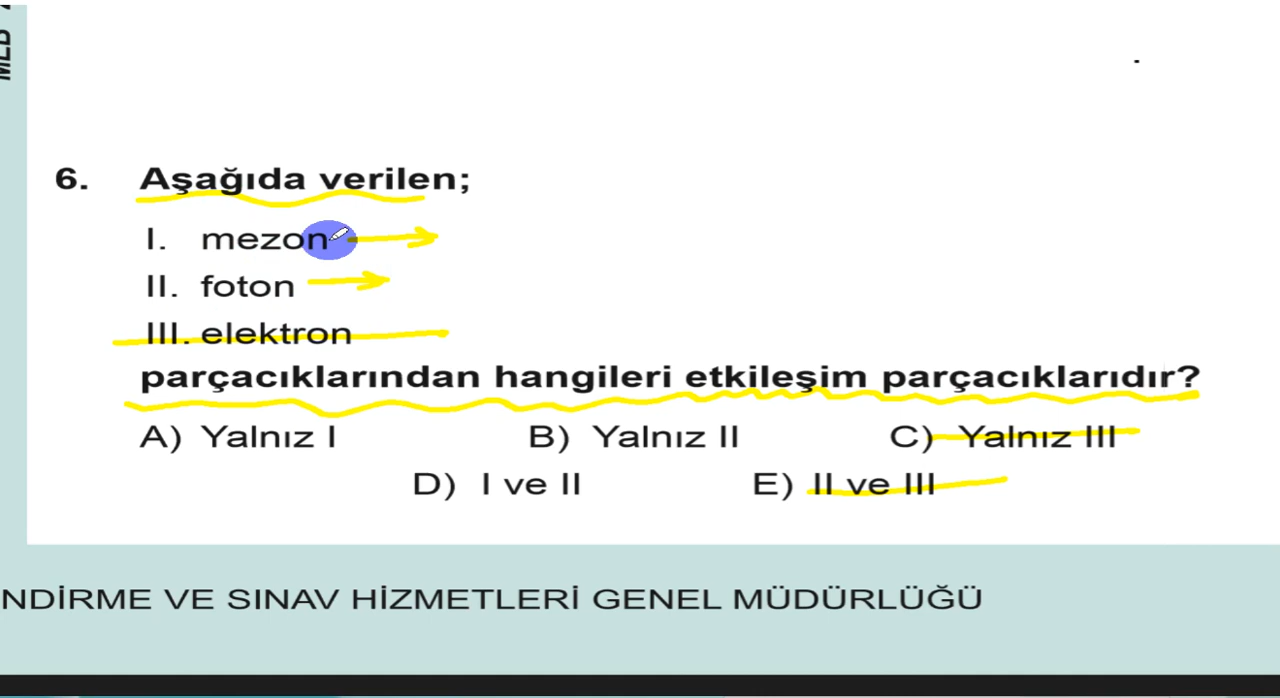 6. Aşağıda verilen;
I. mezon
II. foton
III. elektron
parçacıklarından hangileri etkileşim parçacıklarıdır?
A) Yalnız I B) Yalnız II C) Yalnız III
D) I ve II E) II ve III
NDİRME VE SINAV HİZMETLERİ GENEL MÜDÜRLÜĞÜ